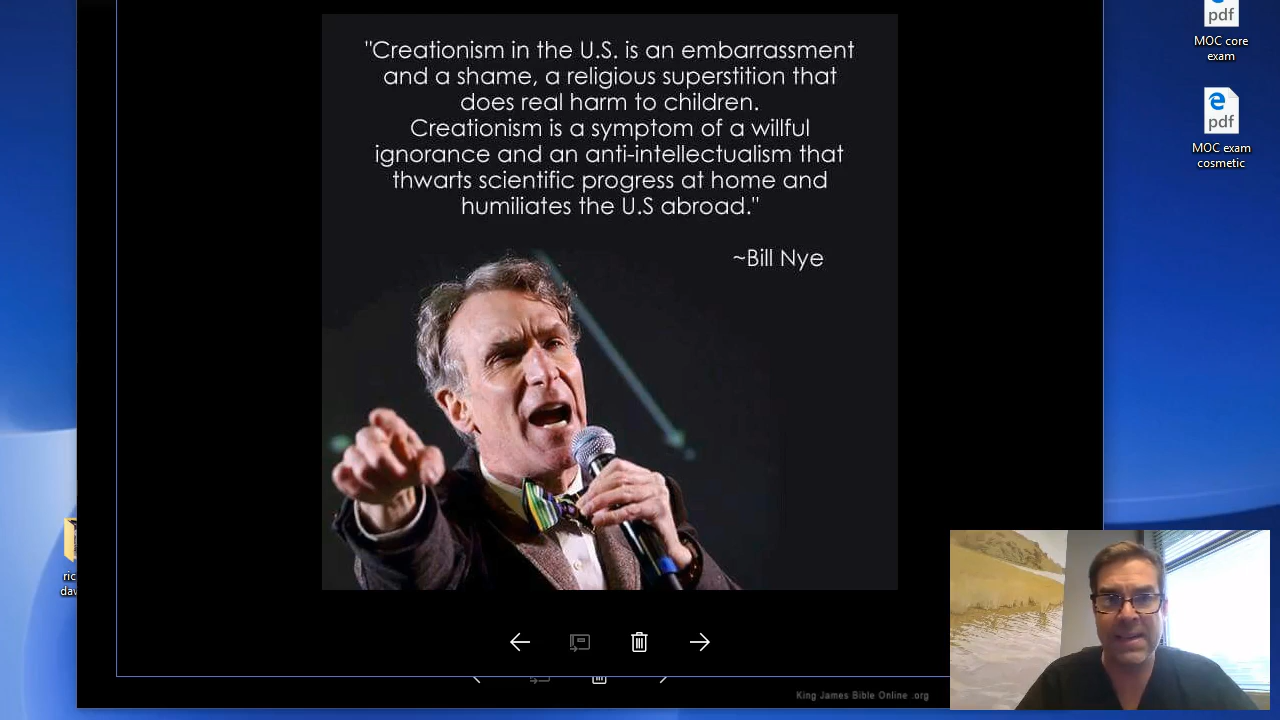 "Creationism in the U.S. is an embarrassment
and a shame, a religious superstition that
does real harm to children.
Creationism is a symptom of a willful
ignorance and an anti-intellectualism that
thwarts scientific progress at home and
humiliates the U.S abroad."
~Bill Nye
pdf
MOC core
exam
pdf
MOC exam
cosmetic
ric
dav
King James Bible Online .org